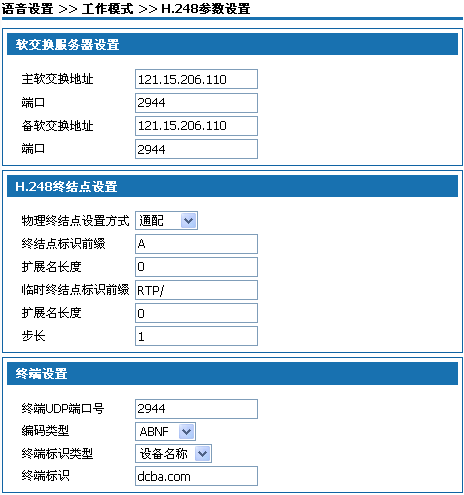 语音设置 >> 工作模式 >> H.248参数设置
软交换服务器设置
主软交换地址 121.15.206.110
端口 2944
备软交换地址 121.15.206.110
端口 2944
H.248终结点设置
物理终结点设置方式 通配
终结点标识前缀 A
扩展名长度 0
临时终结点标识前缀 RTP/
扩展名长度 0
步长 1
终端设置
终端UDP端口号 2944
编码类型 ABNF
终端标识类型 设备名称
终端标识 dcba.com